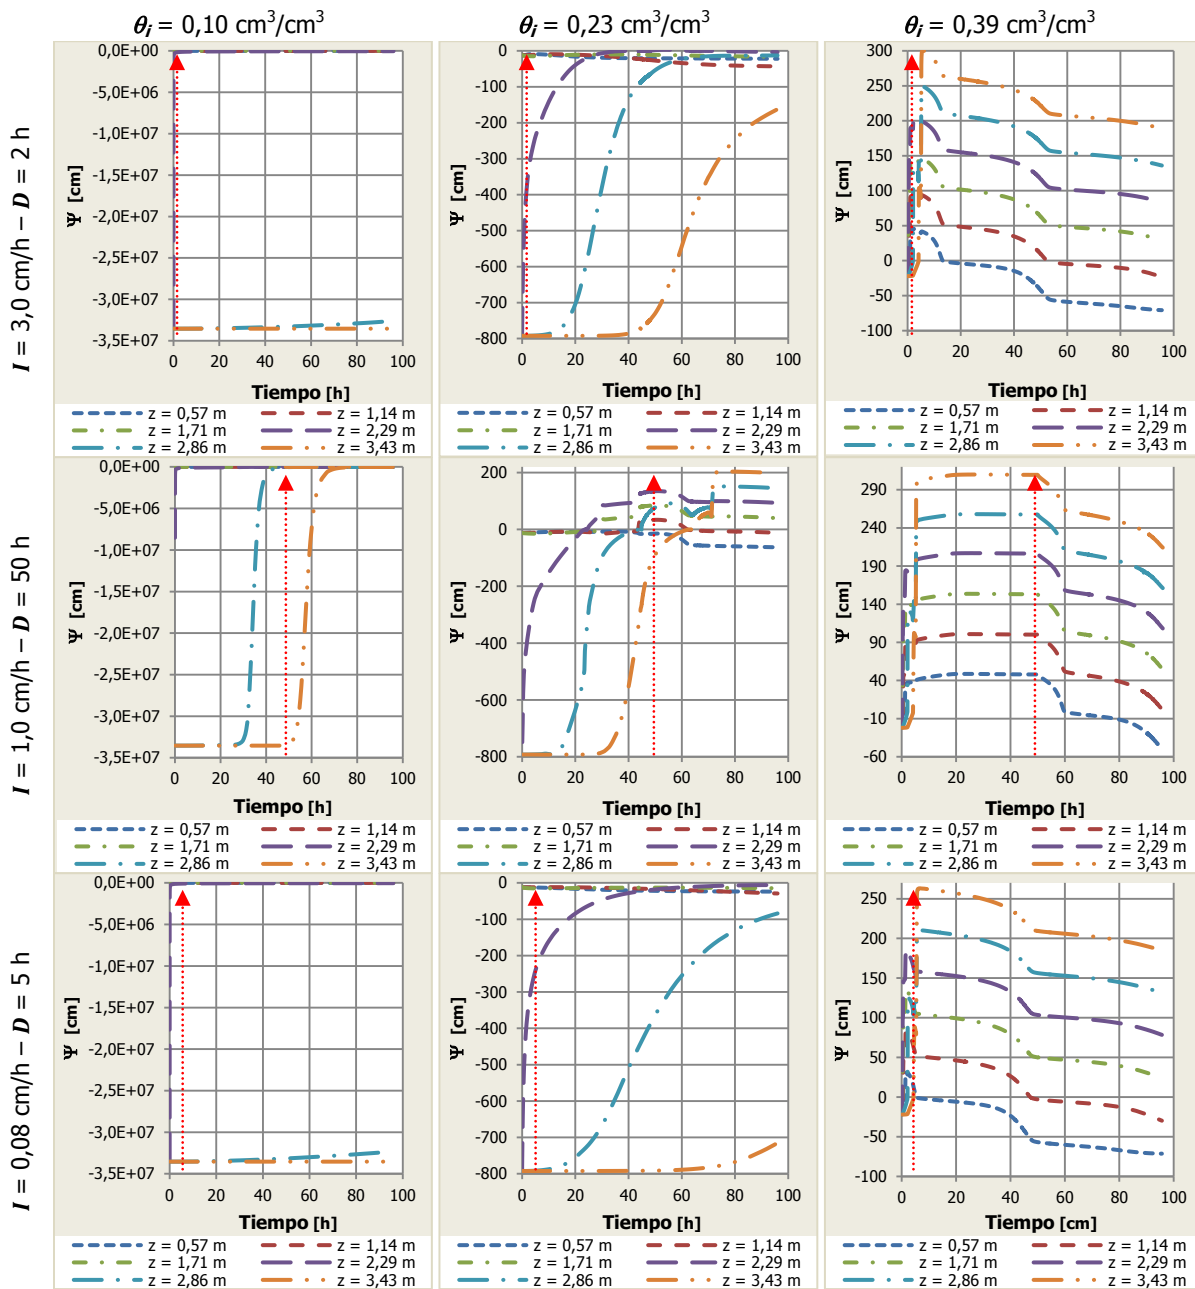 θi = 0,10 cm³/cm³
θi = 0,23 cm³/cm³
θi = 0,39 cm³/cm³
I = 3,0 cm/h – D = 2 h
0,0E+00
-5,0E+06
-1,0E+07
-1,5E+07
-2,0E+07
-2,5E+07
-3,0E+07
-3,5E+07
Ψ [cm]
0 20 40 60 80 100
Tiempo [h]
z = 0,57 m z = 1,14 m
z = 1,71 m z = 2,29 m
z = 2,86 m z = 3,43 m
0
-100
-200
-300
-400
-500
-600
-700
-800
Ψ [cm]
0 20 40 60 80 100
Tiempo [h]
z = 0,57 m z = 1,14 m
z = 1,71 m z = 2,29 m
z = 2,86 m z = 3,43 m
300
250
200
150
100
50
0
-50
-100
Ψ [cm]
0 20 40 60 80 100
Tiempo [h]
z = 0,57 m z = 1,14 m
z = 1,71 m z = 2,29 m
z = 2,86 m z = 3,43 m
I = 1,0 cm/h – D = 50 h
0,0E+00
-5,0E+06
-1,0E+07
-1,5E+07
-2,0E+07
-2,5E+07
-3,0E+07
-3,5E+07
Ψ [cm]
0 20 40 60 80 100
Tiempo [h]
z = 0,57 m z = 1,14 m
z = 1,71 m z = 2,29 m
z = 2,86 m z = 3,43 m
200
0
-200
-400
-600
-800
Ψ [cm]
0 20 40 60 80 100
Tiempo [h]
z = 0,57 m z = 1,14 m
z = 1,71 m z = 2,29 m
z = 2,86 m z = 3,43 m
290
240
190
140
90
40
-10
-60
Ψ [cm]
0 20 40 60 80 100
Tiempo [h]
z = 0,57 m z = 1,14 m
z = 1,71 m z = 2,29 m
z = 2,86 m z = 3,43 m
I = 0,08 cm/h – D = 5 h
0,0E+00
-5,0E+06
-1,0E+07
-1,5E+07
-2,0E+07
-2,5E+07
-3,0E+07
-3,5E+07
Ψ [cm]
0 20 40 60 80 100
Tiempo [h]
z = 0,57 m z = 1,14 m
z = 1,71 m z = 2,29 m
z = 2,86 m z = 3,43 m
0
-100
-200
-300
-400
-500
-600
-700
-800
Ψ [cm]
0 20 40 60 80 100
Tiempo [h]
z = 0,57 m z = 1,14 m
z = 1,71 m z = 2,29 m
z = 2,86 m z = 3,43 m
250
200
150
100
50
0
-50
-100
Ψ [cm]
0 20 40 60 80 100
Tiempo [cm]
z = 0,57 m z = 1,14 m
z = 1,71 m z = 2,29 m
z = 2,86 m z = 3,43 m